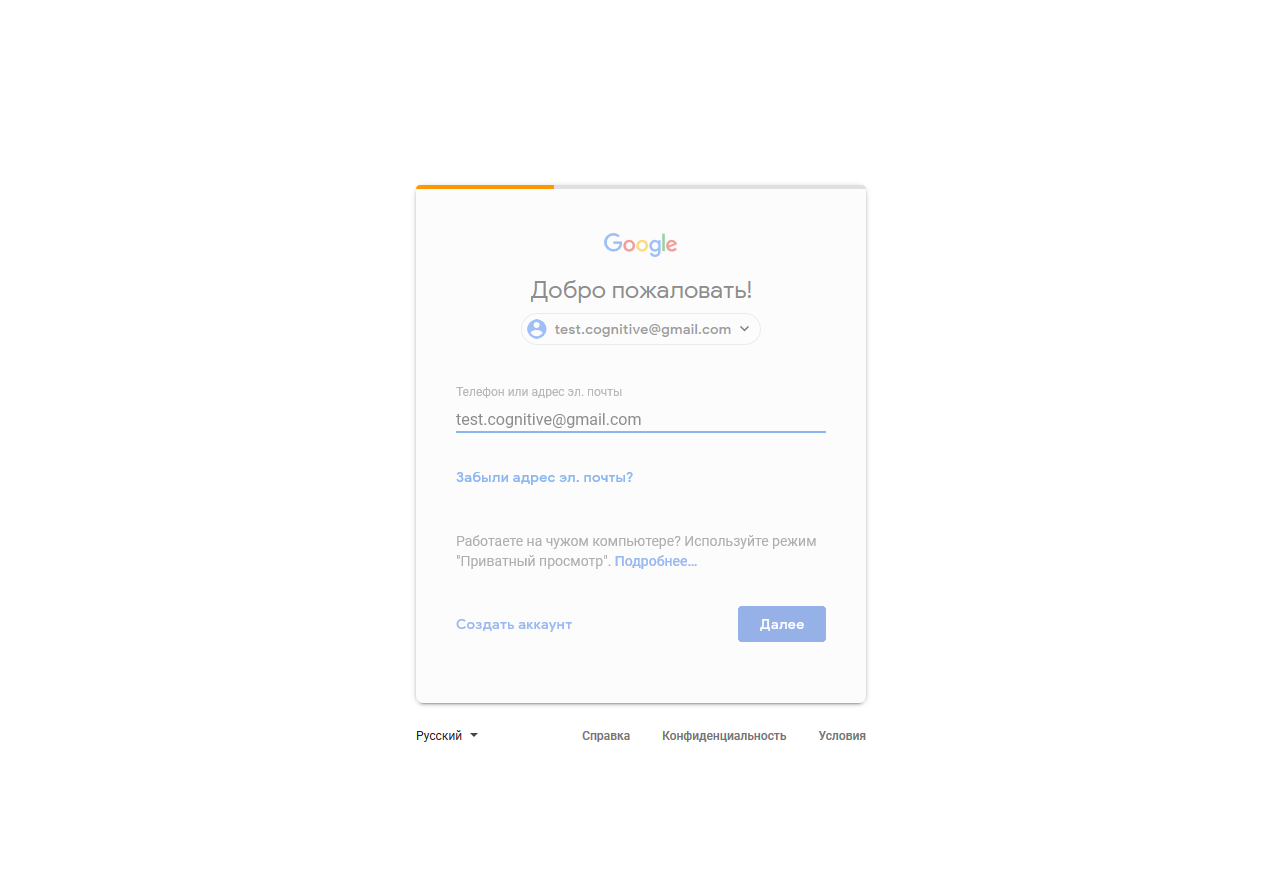 Google
Добро пожаловать!
test.cognitive@gmail.com
Телефон или адрес эл. почты
test.cognitive@gmail.com
Забыли адрес эл. почты?
Работаете на чужом компьютере? Используйте режим
"Приватный просмотр". Подробнее…
Создать аккаунт Далее
Русский Справка Конфиденциальность Условия